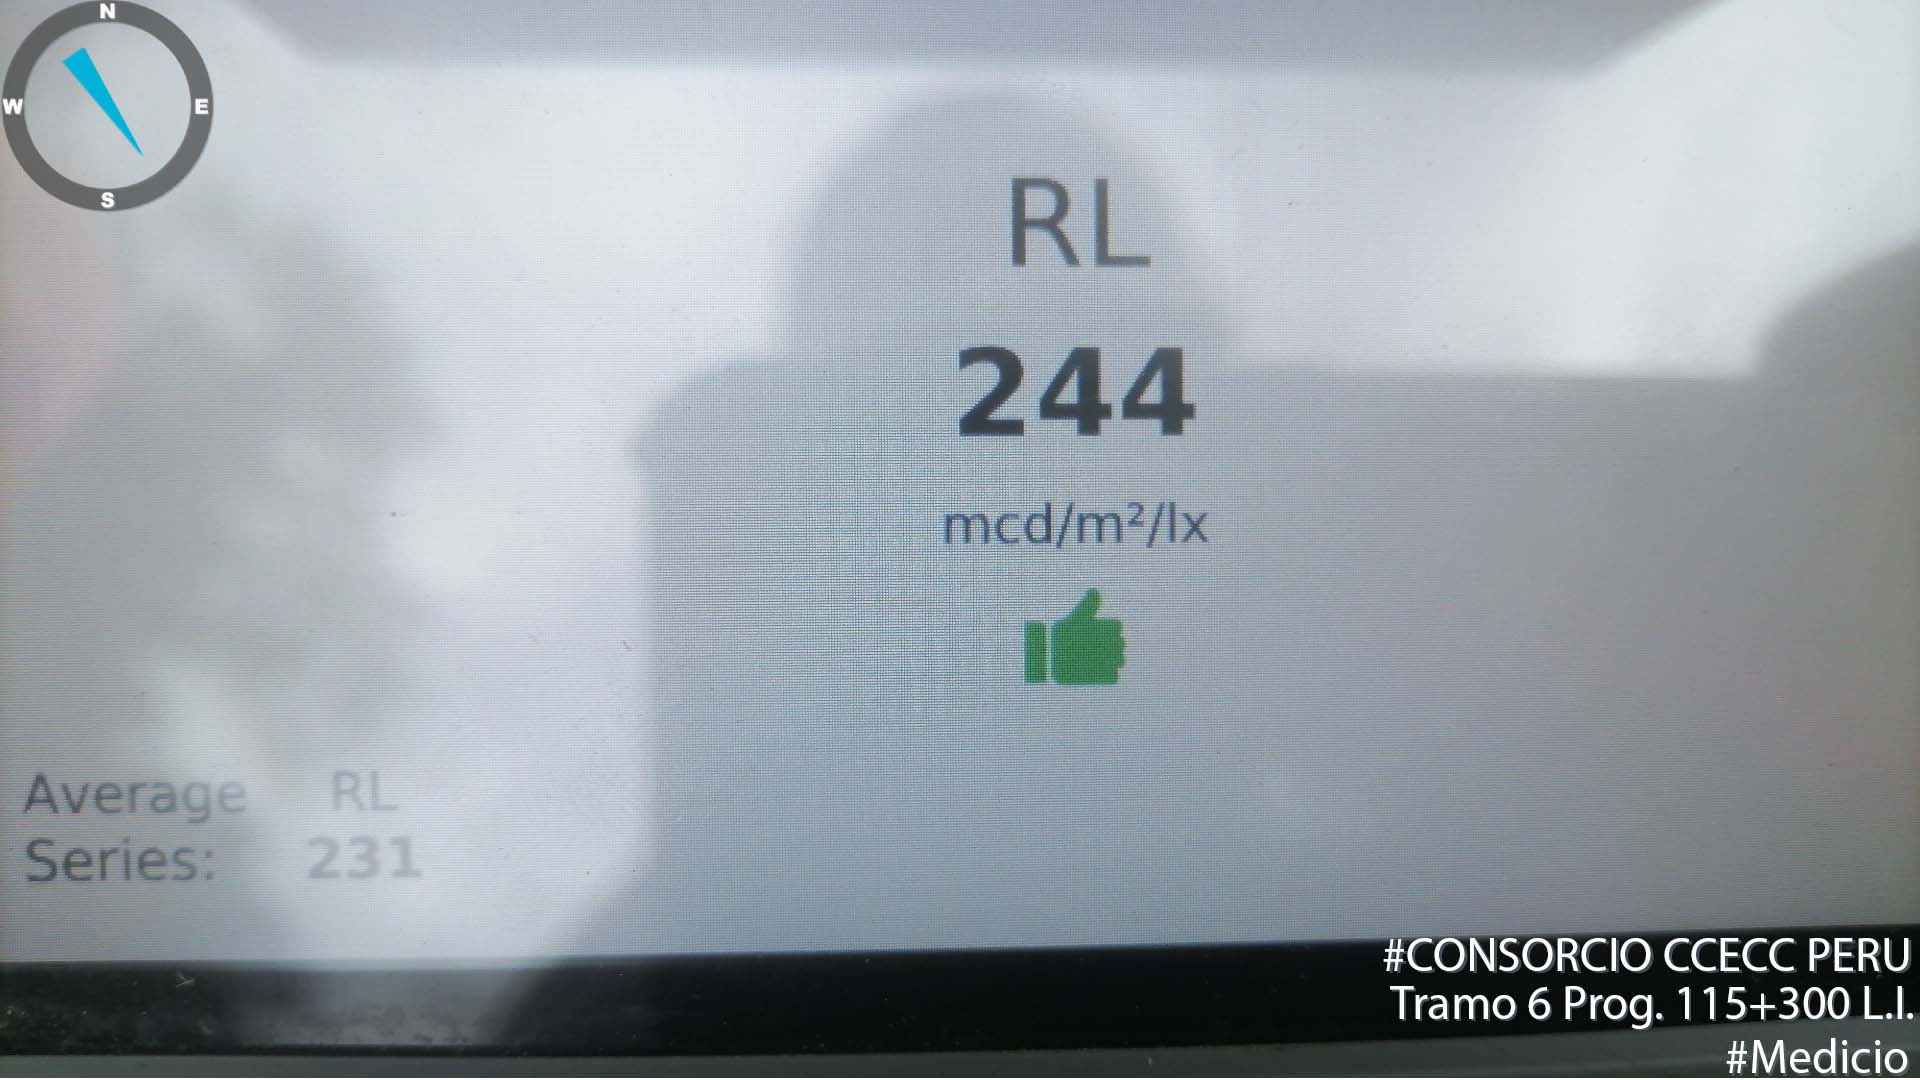 N
W E
S
RL
244
mcd/m²/lx
Average RL
Series: 231
#CONSORCIO CCECC PERU
Tramo 6 Prog. 115+300 L.I.
#Medicio